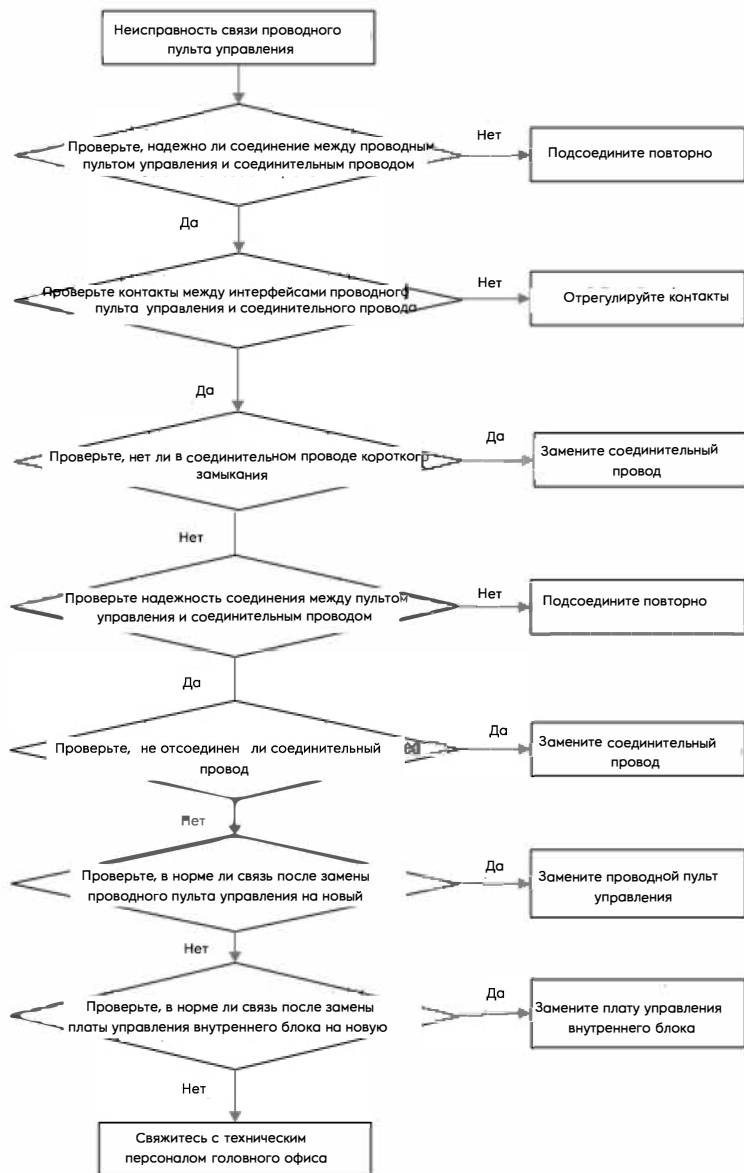 Неисправность связи проводного
пульта управления
Проверьте, надежно ли соединение между проводным
пультом управления и соединительным проводом
Нет
Подсоедините повторно
Да
Проверьте контакты между интерфейсами проводного
пульта управления и соединительного провода
Нет
Отрегулируйте контакты
Да
Проверьте, нет ли в соединительном проводе короткого
замыкания
Да
Замените соединительный
провод
Нет
Проверьте надежность соединения между пультом
управления и соединительным проводом
Нет
Подсоедините повторно
Да
Проверьте, не отсоединен ли соединительный
провод
Да
Замените соединительный
провод
Нет
Проверьте, в норме ли связь после замены
проводного пульта управления на новый
Да
Замените проводной пульт
управления
Нет
Проверьте, в норме ли связь после замены
платы управления внутреннего блока на новую
Да
Замените плату управления
внутреннего блока
Нет
Свяжитесь с техническим
персоналом головного офиса